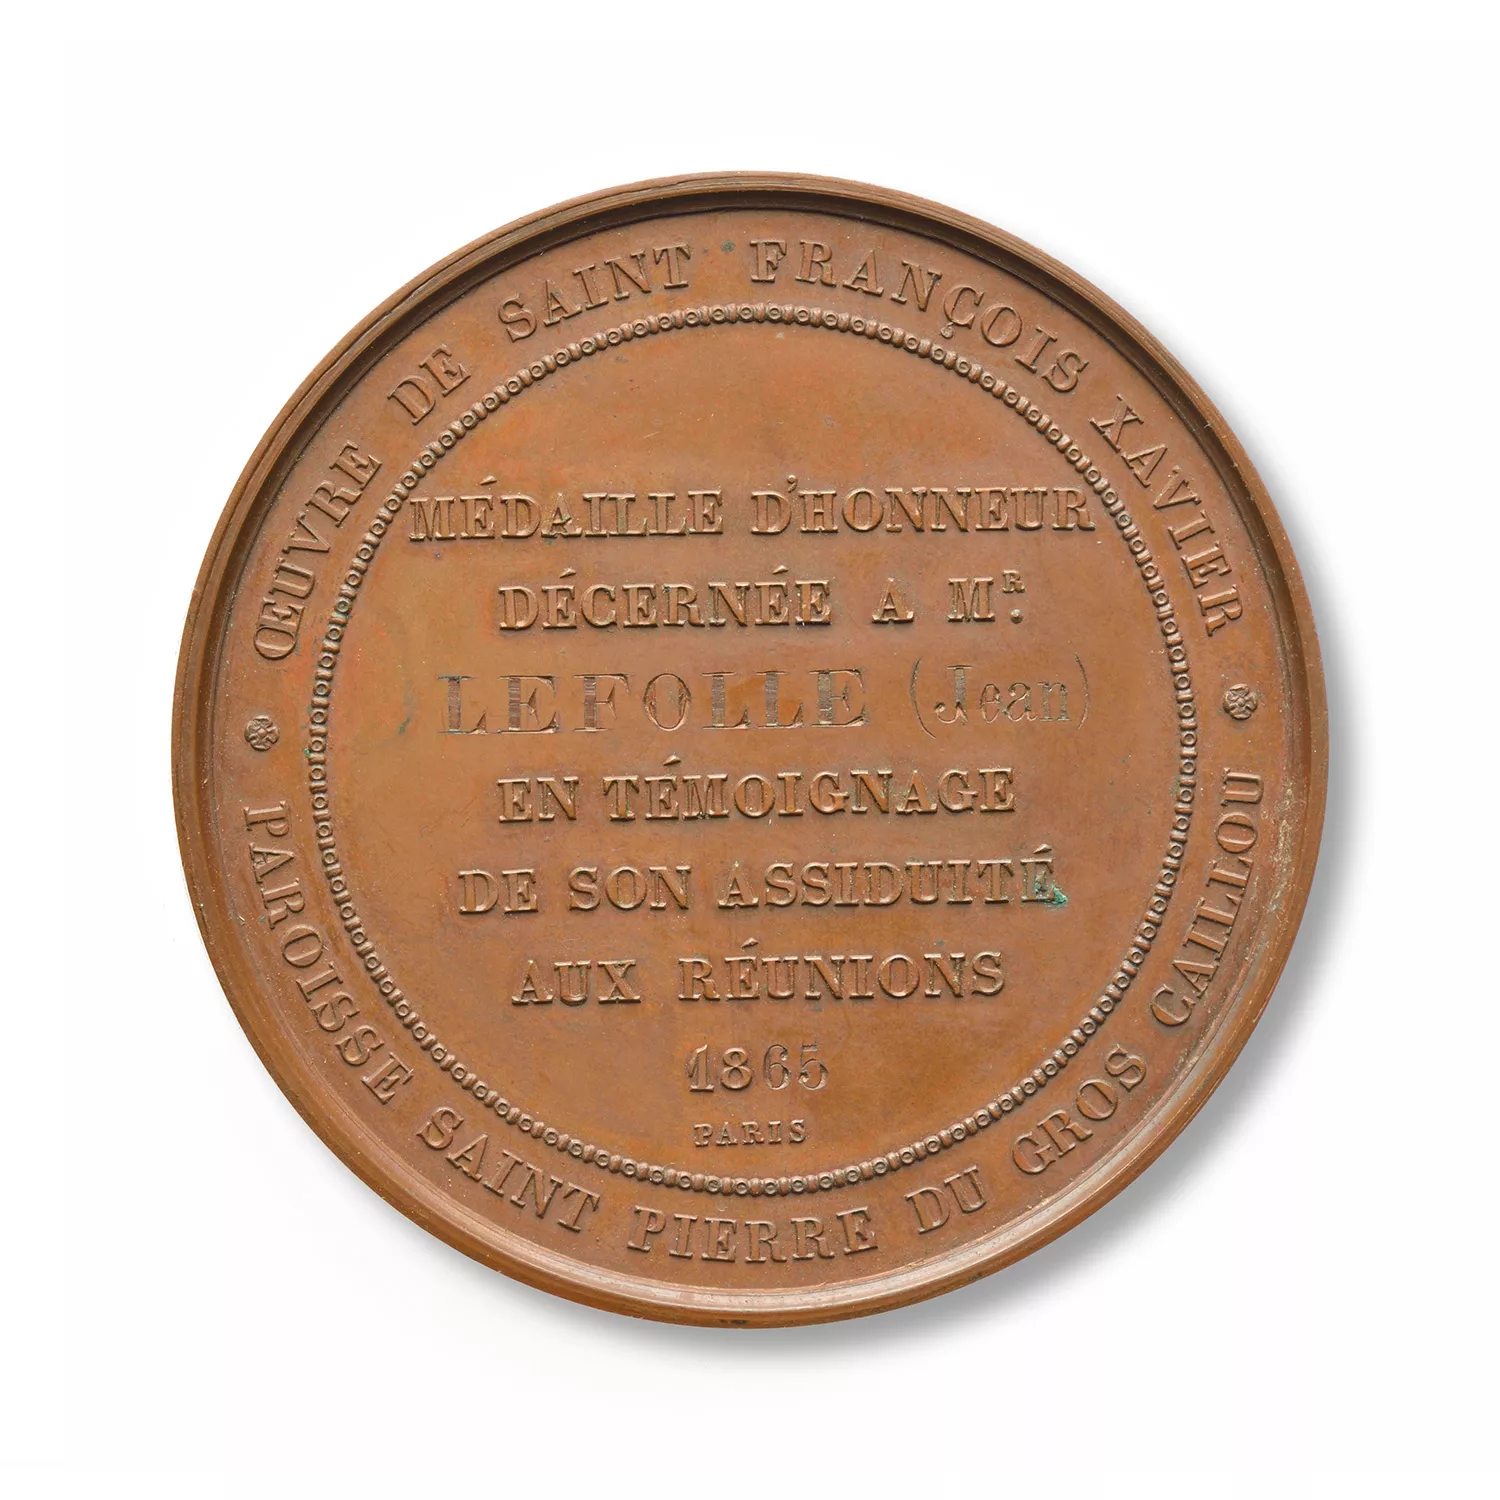 ŒUVRE DE SAINT FRANÇOIS XAVIER
MÉDAILLE D'HONNEUR
DÉCERNÉE A MR.
LEFOLLE (Jean)
EN TÉMOIGNAGE
DE SON ASSIDUITÉ
AUX RÉUNIONS
1865
PARIS
PAROISSE SAINT PIERRE DU GROS CAILLOU